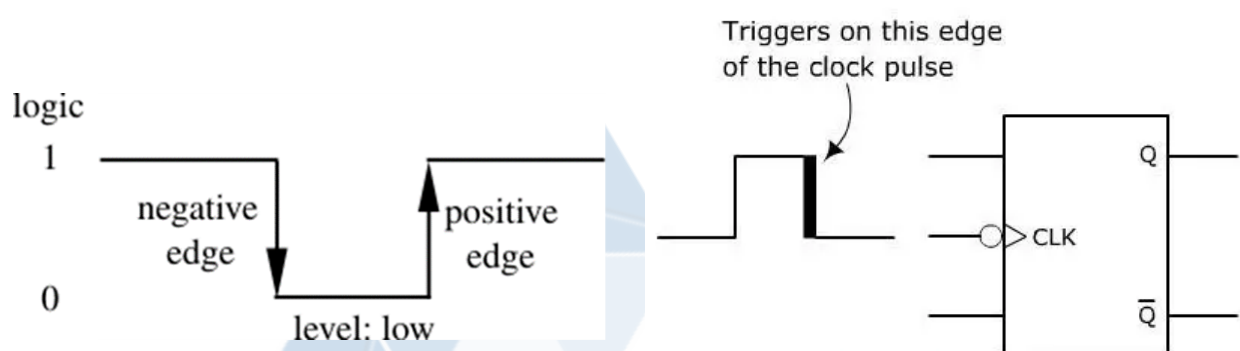 logic
1
negative
edge
positive
edge
0
level: low
Triggers on this edge
of the clock pulse
Q
CLK
Q̅